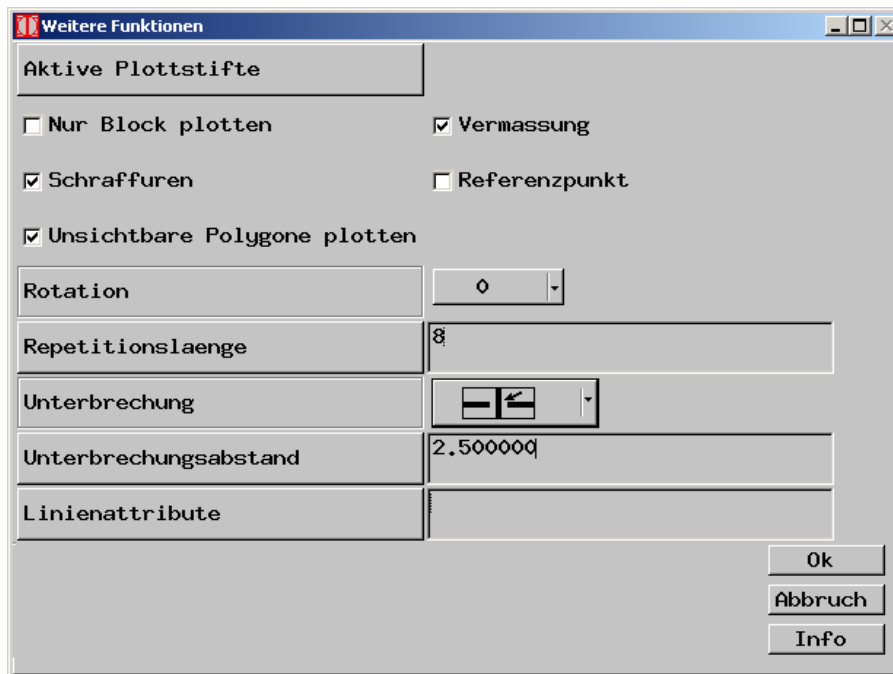 Weitere Funktionen
Aktive Plottstifte
Nur Block plotten
Vermassung
Schraffuren
Referenzpunkt
Unsichtbare Polygone plotten
Rotation
0
Repetitionslaenge
8
Unterbrechung
Unterbrechungsabstand
2.500000
Linienattribute
Ok
Abbruch
Info